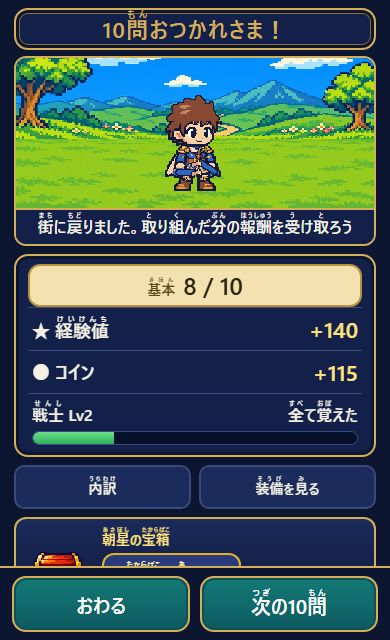 10問おつかれさま！
街に戻りました。取り組んだ分の報酬を受け取ろう
基本 8 / 10
★ 経験値 +140
● コイン +115
戦士 Lv2 全て覚えた
内訳 装備を見る
朝星の宝箱
おわる 次の10問